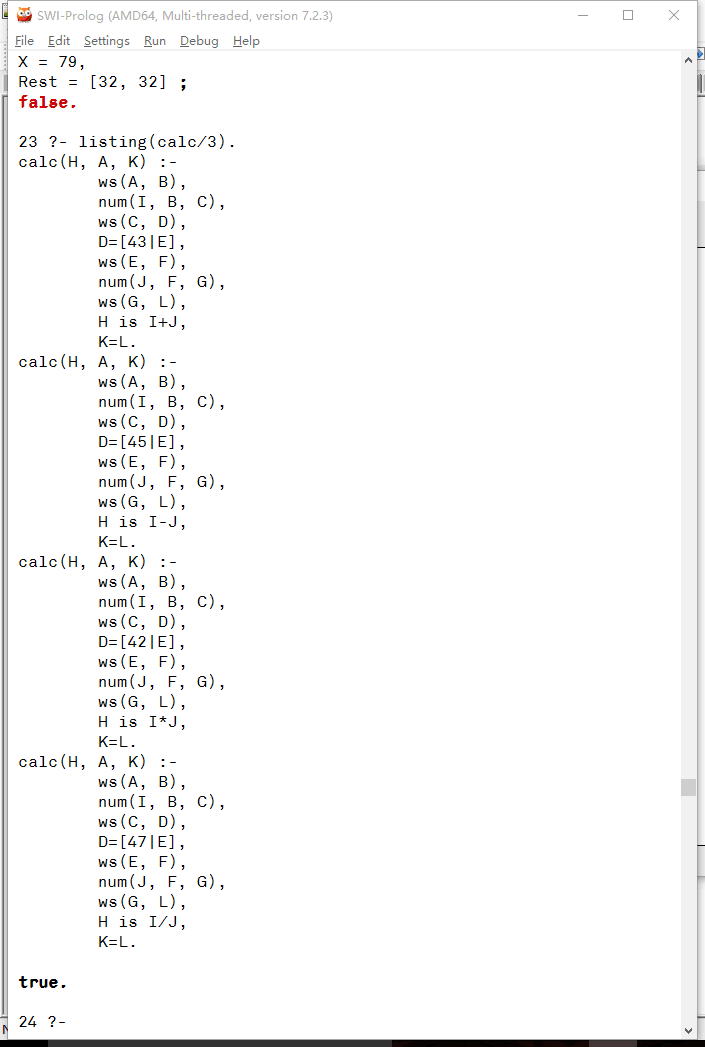 SWI-Prolog (AMD64, Multi-threaded, version 7.2.3)
File Edit Settings Run Debug Help
X = 79,
Rest = [32, 32] ;
false.
23 ?- listing(calc/3).
calc(H, A, K) :-
ws(A, B),
num(I, B, C),
ws(C, D),
D=[43|E],
ws(E, F),
num(J, F, G),
ws(G, L),
H is I+J,
K=L.
calc(H, A, K) :-
ws(A, B),
num(I, B, C),
ws(C, D),
D=[45|E],
ws(E, F),
num(J, F, G),
ws(G, L),
H is I-J,
K=L.
calc(H, A, K) :-
ws(A, B),
num(I, B, C),
ws(C, D),
D=[42|E],
ws(E, F),
num(J, F, G),
ws(G, L),
H is I*J,
K=L.
calc(H, A, K) :-
ws(A, B),
num(I, B, C),
ws(C, D),
D=[47|E],
ws(E, F),
num(J, F, G),
ws(G, L),
H is I/J,
K=L.
true.
24 ?-